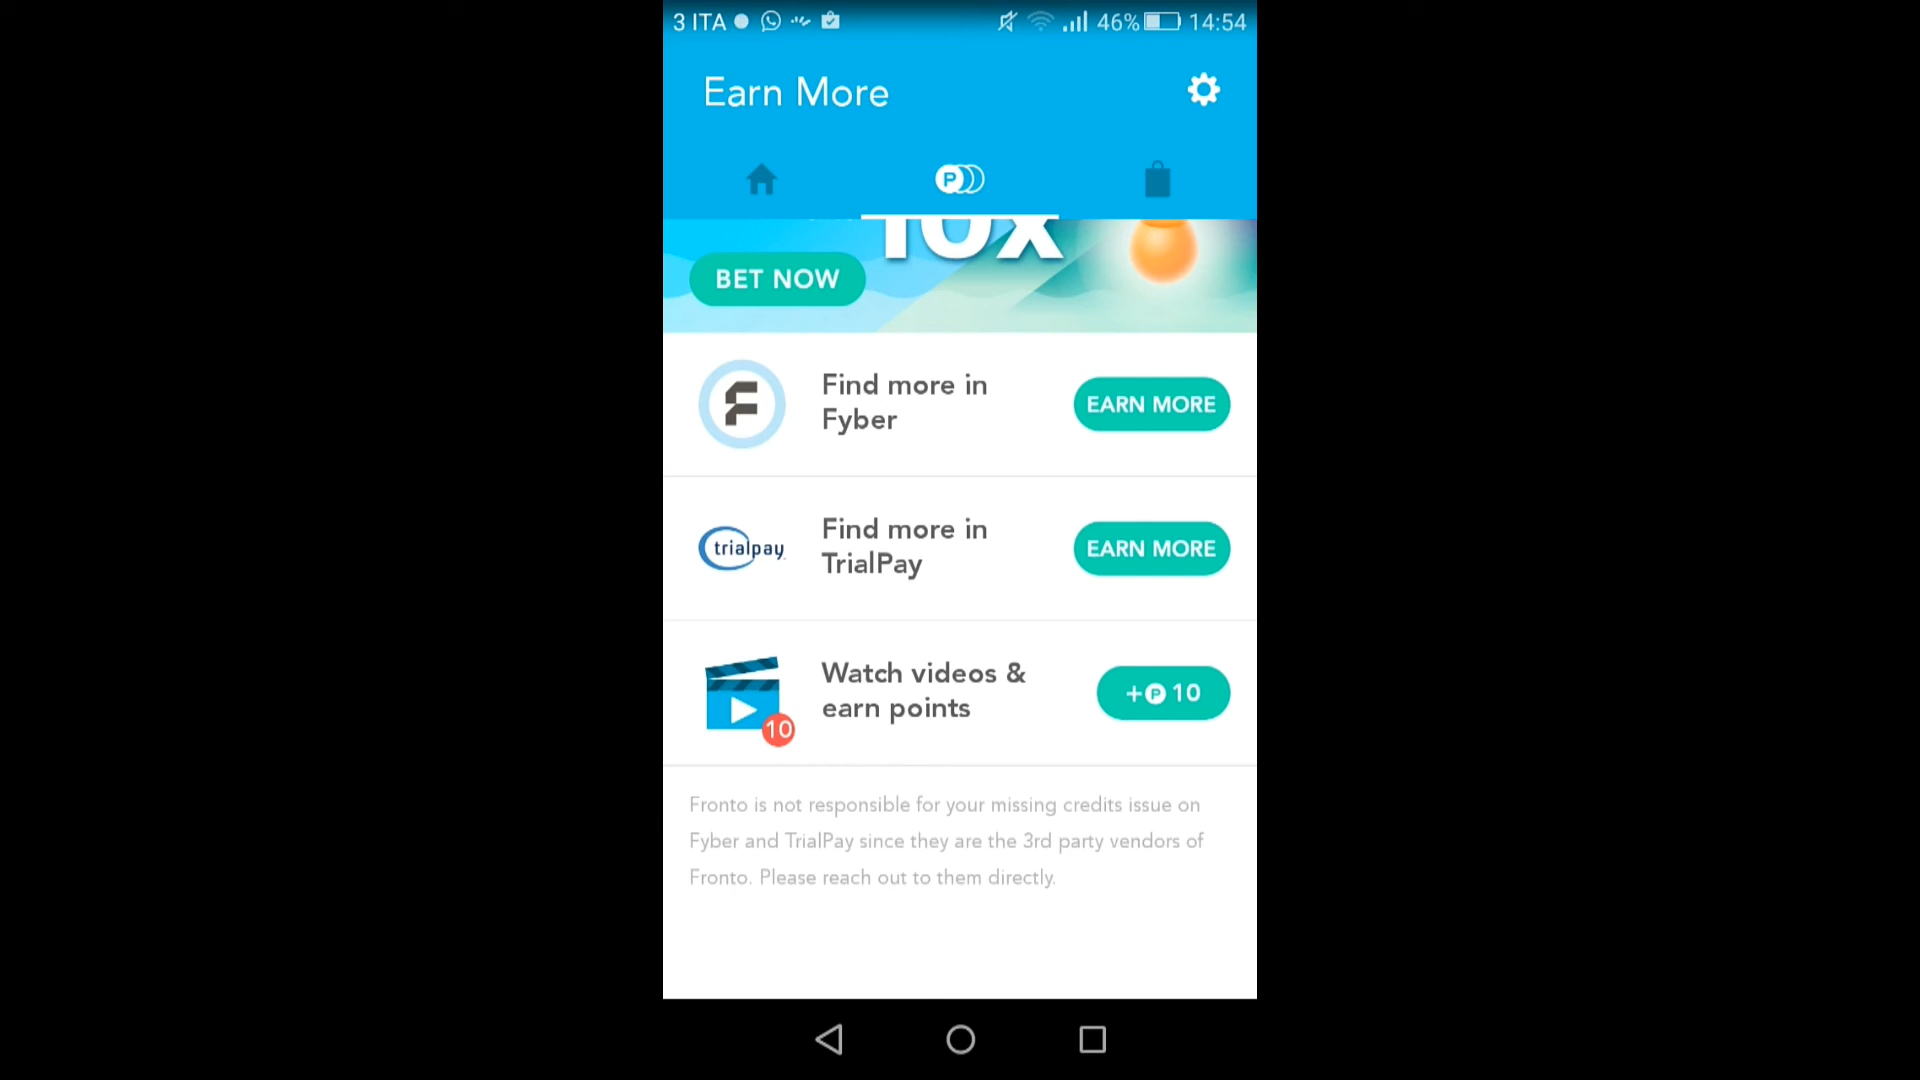 3 ITA 46% 14:54
Earn More
P
10x
BET NOW
F
Find more in
Fyber
EARN MORE
trialpay
Find more in
TrialPay
EARN MORE
10
Watch videos &
earn points
+P 10
Fronto is not responsible for your missing credits issue on
Fyber and TrialPay since they are the 3rd party vendors of
Fronto. Please reach out to them directly.